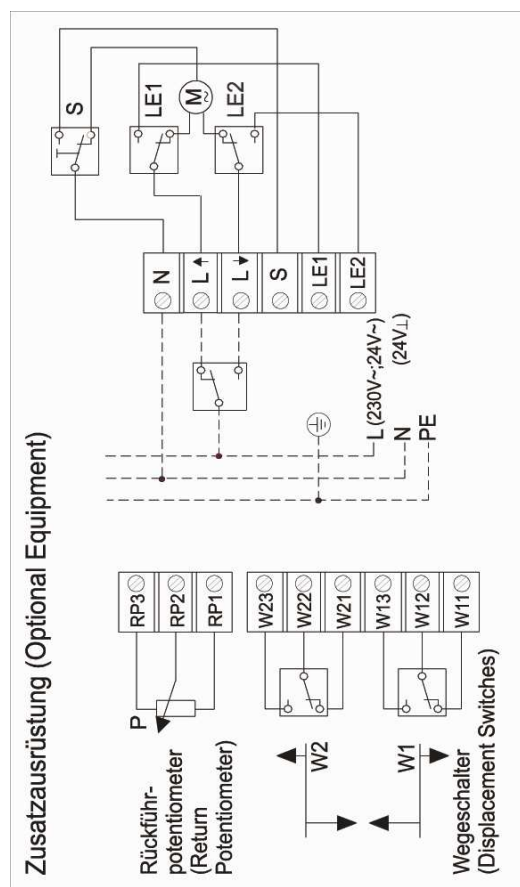 Zusatzausrüstung (Optional Equipment)
S
LE1
M
~
LE2
N
L↑
L↓
S
LE1
LE2
L (230V~;24V~)
(24V⊥)
N
PE
P
Rückführ-
potentiometer
(Return
Potentiometer)
RP3
RP2
RP1
W23
W22
W21
W13
W12
W11
W2
W1
Wegeschalter
(Displacement Switches)